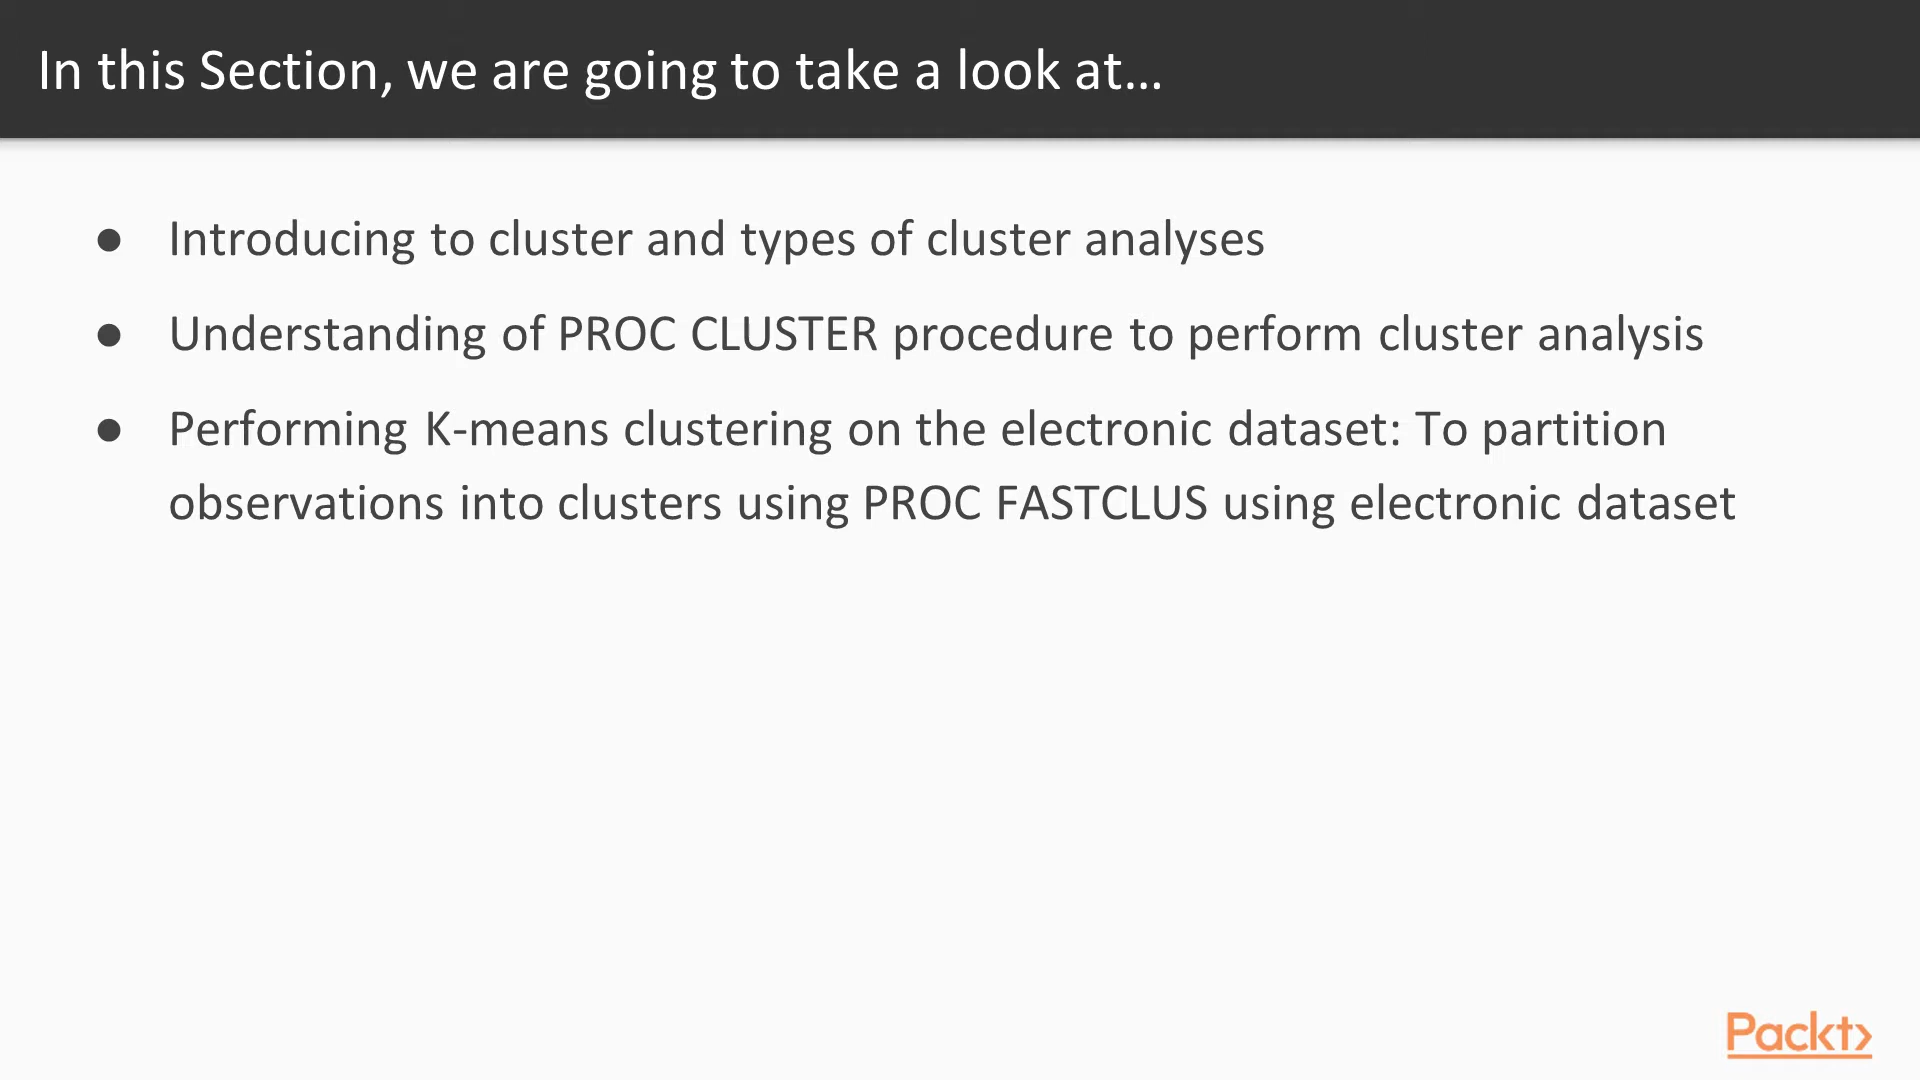 In this Section, we are going to take a look at...
● Introducing to cluster and types of cluster analyses
● Understanding of PROC CLUSTER procedure to perform cluster analysis
● Performing K-means clustering on the electronic dataset: To partition
observations into clusters using PROC FASTCLUS using electronic dataset
Packt>